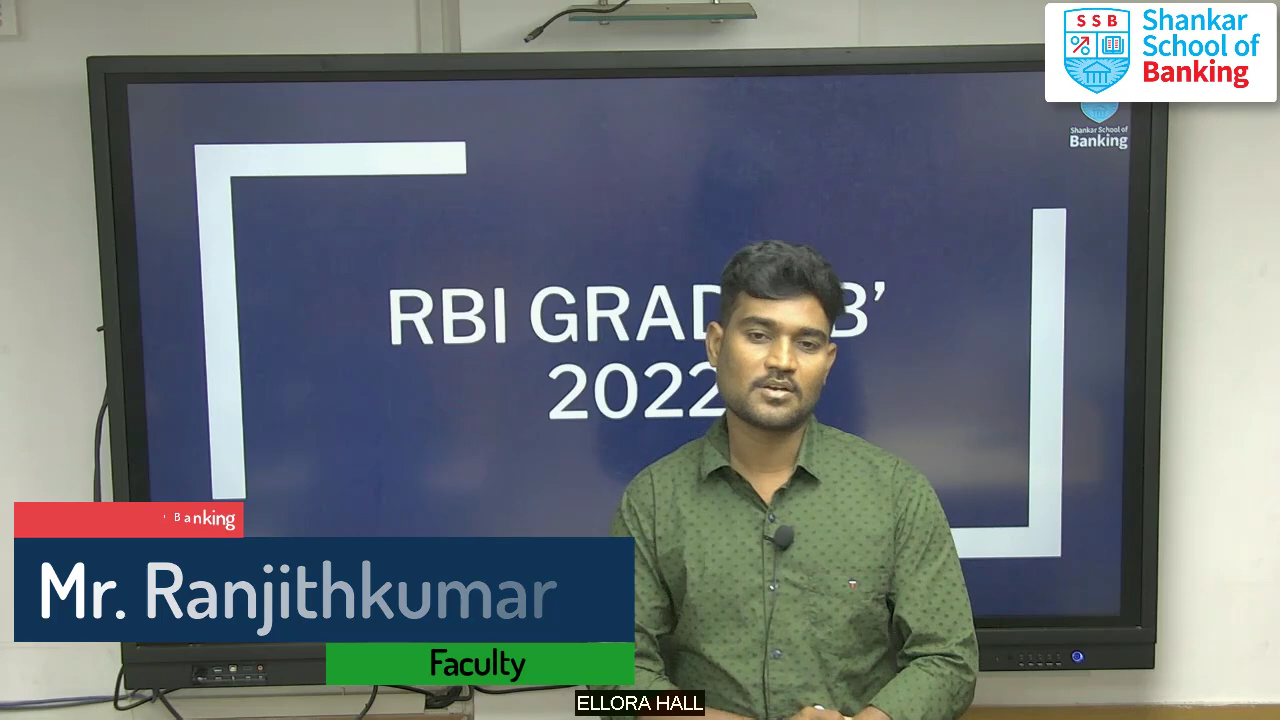 SSB
Shankar
School of
Banking
Shankar School of
Banking
RBI GRAD B’
2022
Banking
Mr. Ranjithkumar
Faculty
ELLORA HALL